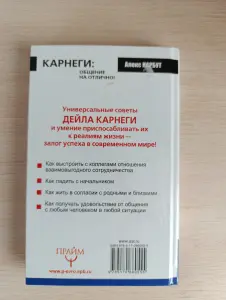 КАРНЕГИ:
ОБЩЕНИЕ
НА ОТЛИЧНО!
Алекс НАРБУТ
Универсальные советы
ДЕЙЛА КАРНЕГИ
и умение приспосабливать их
к реалиям жизни —
залог успеха в современном мире!
Как выстроить с коллегами отношения
взаимовыгодного сотрудничества
Как ладить с начальником
Как жить в согласии с родными и близкими
Как получать удовольствие от общения
с любым человеком в любой ситуации
ПРАЙМ